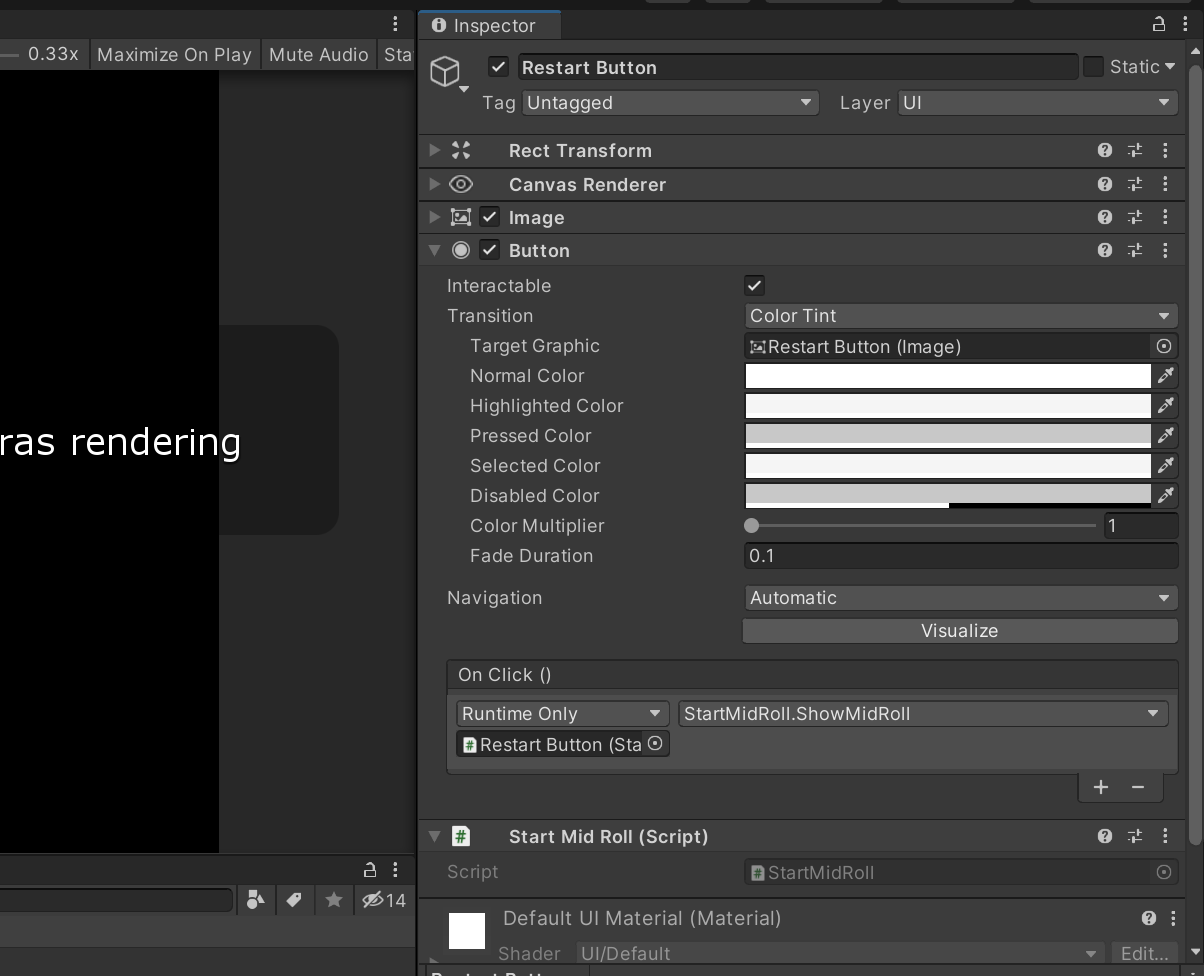 Inspector
0.33x Maximize On Play Mute Audio Sta
Restart Button Static
Tag Untagged Layer UI
Rect Transform
Canvas Renderer
Image
Button
Interactable
Transition Color Tint
Target Graphic Restart Button (Image)
Normal Color
Highlighted Color
ras rendering
Pressed Color
Selected Color
Disabled Color
Color Multiplier 1
Fade Duration 0.1
Navigation Automatic
Visualize
On Click ()
Runtime Only StartMidRoll.ShowMidRoll
# Restart Button (Sta
+ −
# Start Mid Roll (Script)
Script # StartMidRoll
14
Default UI Material (Material)
Shader UI/Default Edit...